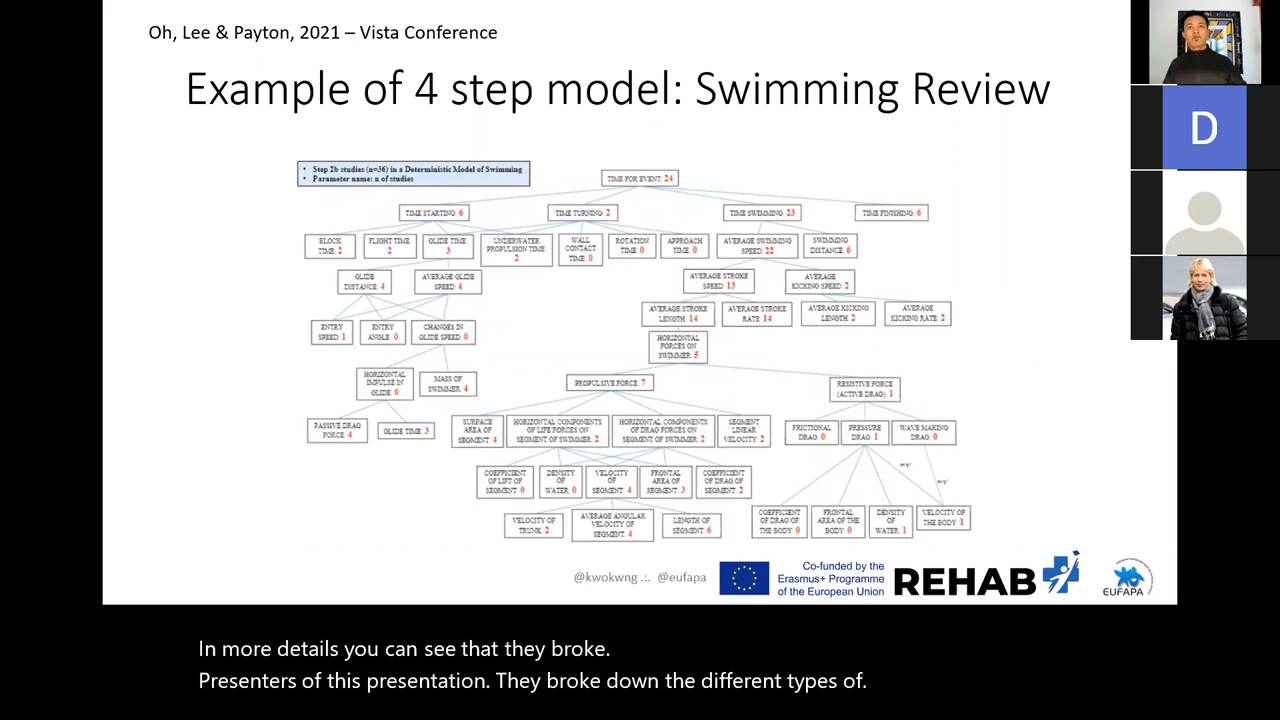 Oh, Lee & Payton, 2021 – Vista Conference
Example of 4 step model: Swimming Review
• Step 2b studies (n=36) in a Deterministic Model of Swimming
• Parameter name: n of studies
TIME FOR EVENT: 24
TIME STARTING: 6
TIME TURNING: 2
TIME SWIMMING: 23
TIME FINISHING: 6
BLOCK
TIME: 2
FLIGHT TIME:
2
GLIDE TIME:
3
UNDERWATER
PROPULSION TIME:
2
WALL
CONTACT
TIME: 0
ROTATION
TIME: 0
APPROACH
TIME: 0
AVERAGE SWIMMING
SPEED: 22
SWIMMING
DISTANCE: 6
GLIDE
DISTANCE: 4
AVERAGE GLIDE
SPEED: 4
AVERAGE STROKE
SPEED: 13
AVERAGE
KICKING SPEED: 2
AVERAGE STROKE
LENGTH: 14
AVERAGE STROKE
RATE: 14
AVERAGE KICKING
LENGTH: 2
AVERAGE
KICKING RATE: 2
ENTRY
SPEED: 1
ENTRY
ANGLE: 0
CHANGES IN
GLIDE SPEED: 0
HORIZONTAL
FORCES ON
SWIMMER: 5
HORIZONTAL
IMPULSE IN
GLIDE: 0
MASS OF
SWIMMER: 4
PROPULSIVE FORCE: 7
RESISTIVE FORCE
(ACTIVE DRAG): 1
PASSIVE DRAG
FORCE: 4
GLIDE TIME: 3
SURFACE
AREA OF
SEGMENT: 4
HORIZONTAL COMPONENTS
OF LIFE FORCES ON
SEGMENT OF SWIMMER: 2
HORIZONTAL COMPONENTS
OF DRAG FORCES ON
SEGMENT OF SWIMMER: 2
SEGMENT
LINEAR
VELOCITY: 2
FRICTIONAL
DRAG: 0
PRESSURE
DRAG: 1
WAVE MAKING
DRAG: 0
COEFFICIENT
OF LIFT OF
SEGMENT: 0
DENSITY
OF
WATER: 0
VELOCITY
OF
SEGMENT: 4
FRONTAL
AREA OF
SEGMENT: 3
COEFFICIENT
OF DRAG OF
SEGMENT: 2
VELOCITY OF
TRUNK: 2
AVERAGE ANGULAR
VELOCITY OF
SEGMENT: 4
LENGTH OF
SEGMENT: 6
COEFFICIENT
OF DRAG OF
THE BODY: 0
FRONTAL
AREA OF THE
BODY: 0
DENSITY
OF
WATER: 1
VELOCITY OF
THE BODY: 1
@kwokwng .:. @eufapa
Co-funded by the
Erasmus+ Programme
of the European Union
REHAB
EUFAPA
D
In more details you can see that they broke.
Presenters of this presentation. They broke down the different types of.